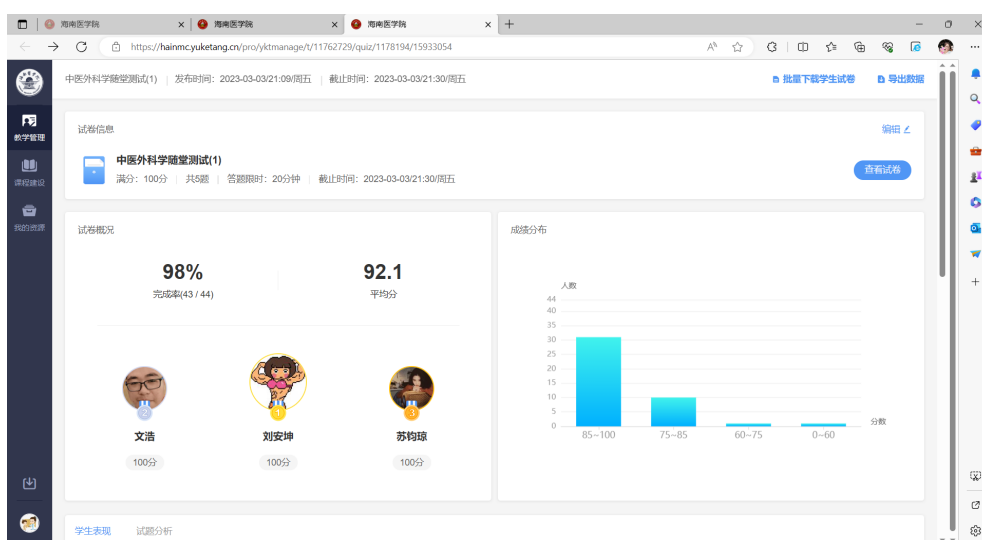 海南医学院
海南医学院
海南医学院
https://hainmc.yuketang.cn/pro/yktmanage/t/11762729/quiz/1178194/15933054
中医外科学随堂测试(1) 发布时间：2023-03-03/21:09/周五 截止时间：2023-03-03/21:30/周五
批量下载学生试卷 导出数据
教学管理
课程建设
我的资源
试卷信息
编辑
中医外科学随堂测试(1)
满分：100分 共5题 答题限时：20分钟 截止时间：2023-03-03/21:30/周五
查看试卷
试卷概况
98%
完成率(43 / 44)
92.1
平均分
2
1
3
文浩
刘安坤
苏钧琼
100分
100分
100分
成绩分布
人数
44
40
35
30
25
20
15
10
5
0
85~100 75~85 60~75 0~60
分数
学生表现 试题分析